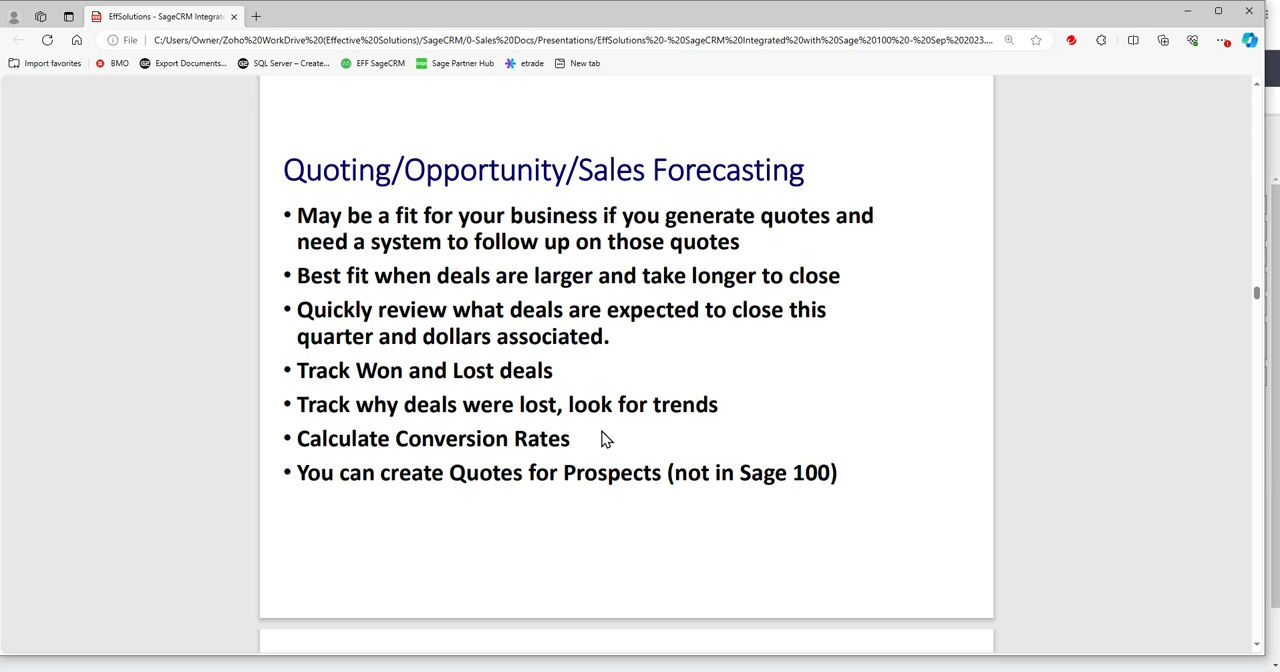 EffSolutions - SageCRM Integrat
File
C:/Users/Owner/Zoho%20WorkDrive%20(Effective%20Solutions)/SageCRM/0-Sales%20Docs/Presentations/EffSolutions%20-%20SageCRM%20Integrated%20with%20Sage%20100%20-%20Sep%202023....
Import favorites
BMO
Export Documents...
SQL Server – Create...
EFF SageCRM
Sage Partner Hub
etrade
New tab
Quoting/Opportunity/Sales Forecasting
• May be a fit for your business if you generate quotes and
need a system to follow up on those quotes
• Best fit when deals are larger and take longer to close
• Quickly review what deals are expected to close this
quarter and dollars associated.
• Track Won and Lost deals
• Track why deals were lost, look for trends
• Calculate Conversion Rates
• You can create Quotes for Prospects (not in Sage 100)